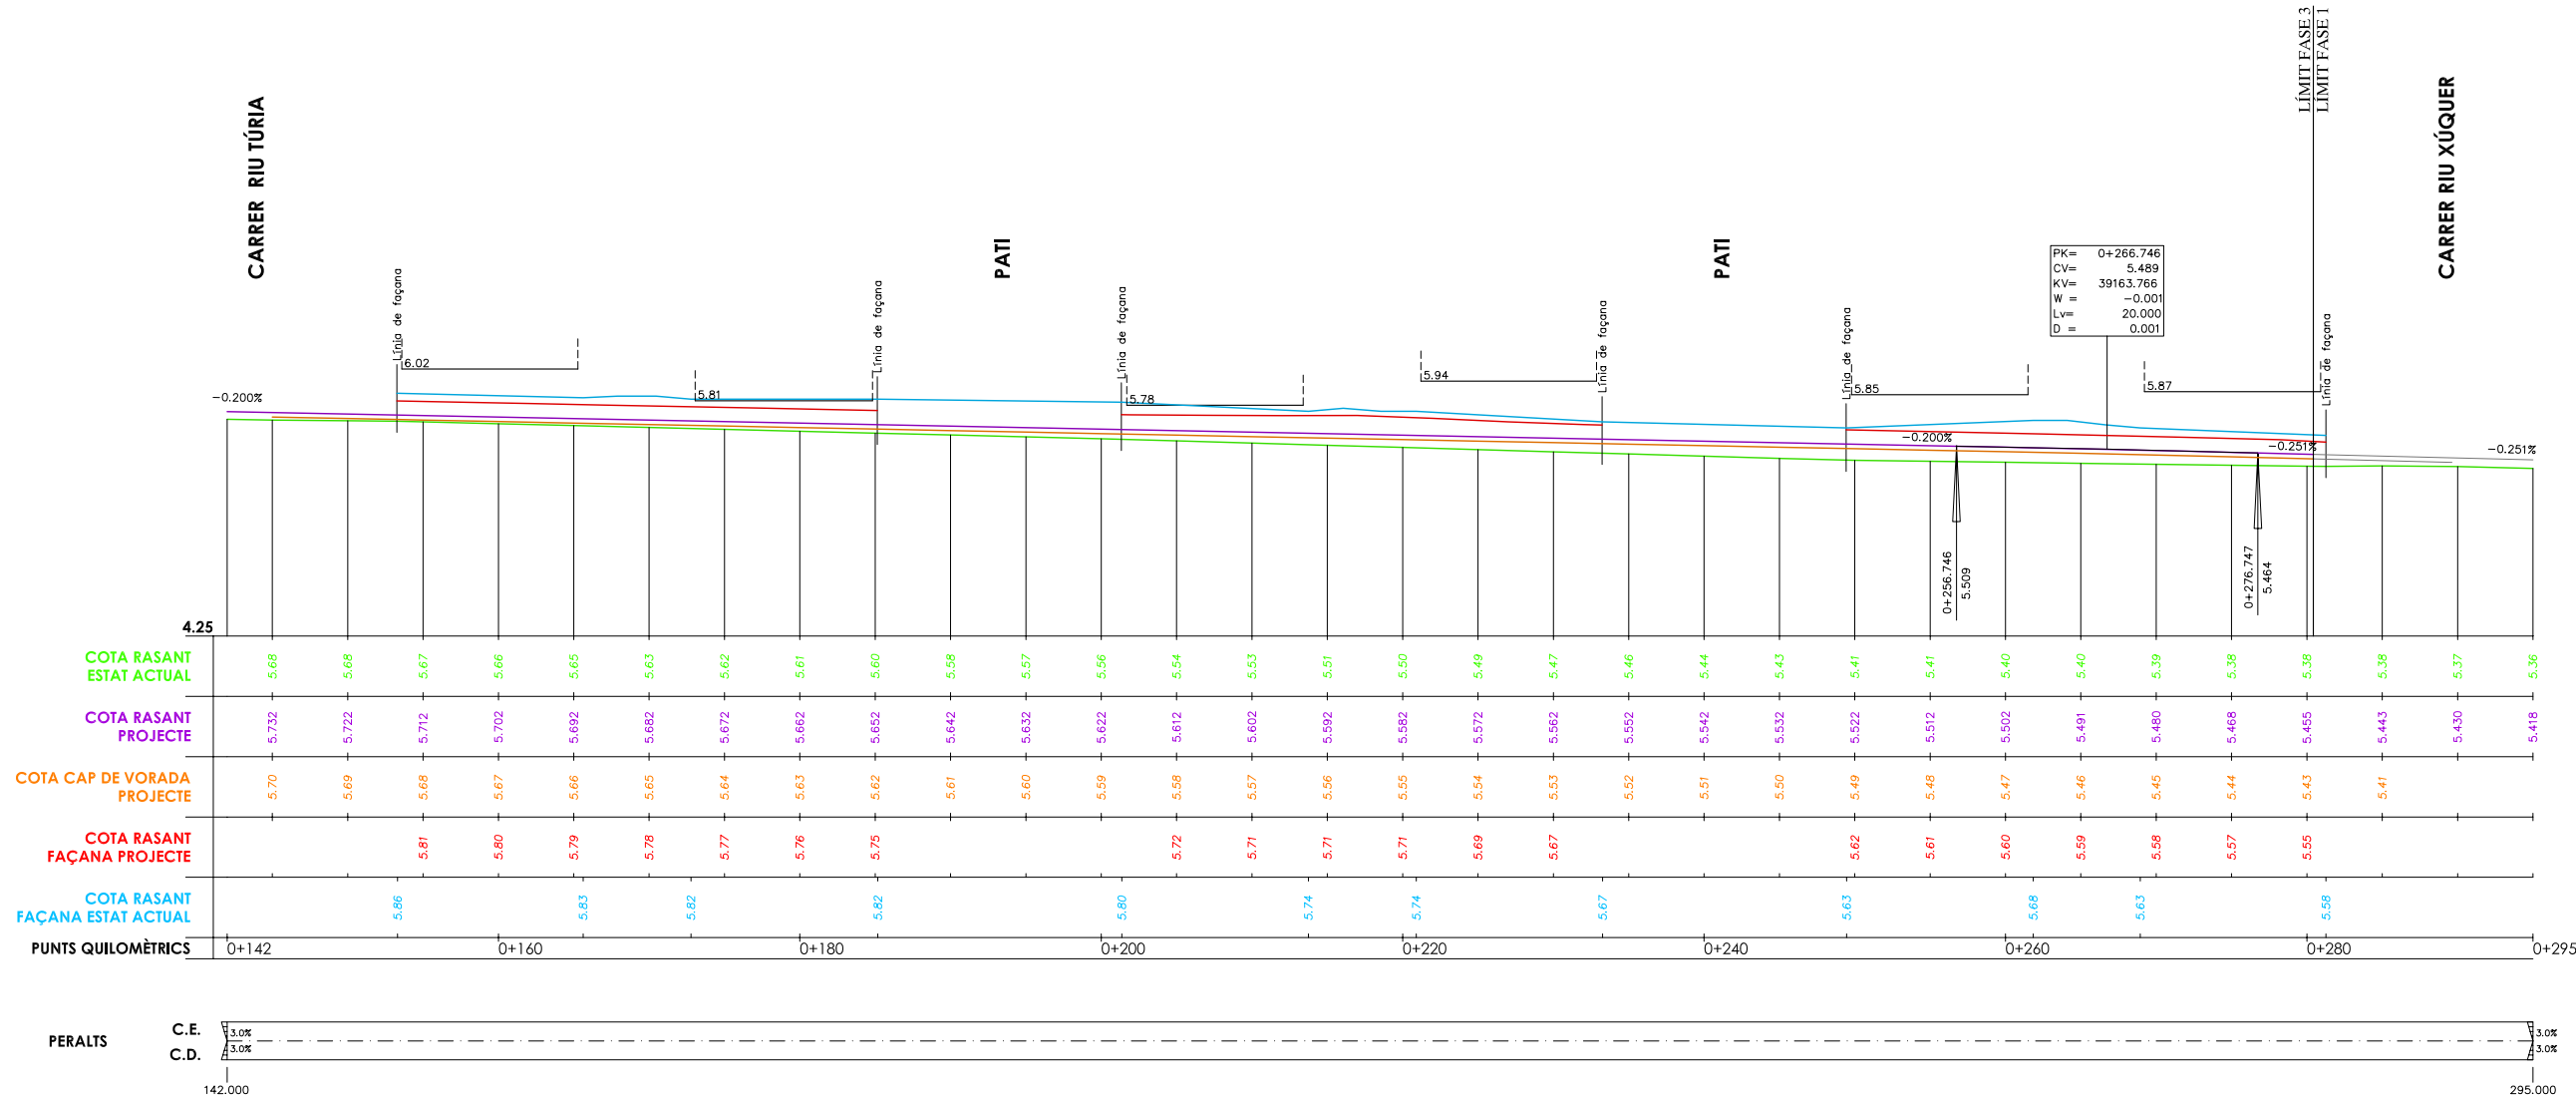 LÍMIT FASE 3
LÍMIT FASE 1
CARRER RIU TÚRIA
PATI
PATI
CARRER RIU XÚQUER
PK= 0+266.746
CV= 5.489
KV= 39163.766
W = -0.001
Lv= 20.000
D = 0.001
Línia de façana
Línia de façana
Línia de façana
Línia de façana
Línia de façana
Línia de façana
6.02
5.81
5.78
5.94
5.85
5.87
-0.200%
-0.200%
-0.251%
-0.251%
0+256.746
5.509
0+276.747
5.464
4.25
COTA RASANT
ESTAT ACTUAL
5.68 5.68 5.67 5.66 5.65 5.63 5.62 5.61 5.60 5.58 5.57 5.56 5.54 5.53 5.51 5.50 5.49 5.47 5.46 5.44 5.43 5.41 5.41 5.40 5.40 5.39 5.38 5.38 5.38 5.37 5.36
COTA RASANT
PROJECTE
5.732 5.722 5.712 5.702 5.692 5.682 5.672 5.662 5.652 5.642 5.632 5.622 5.612 5.602 5.592 5.582 5.572 5.562 5.552 5.542 5.532 5.522 5.512 5.502 5.491 5.480 5.468 5.455 5.443 5.430 5.418
COTA CAP DE VORADA
PROJECTE
5.70 5.69 5.68 5.67 5.66 5.65 5.64 5.63 5.62 5.61 5.60 5.59 5.58 5.57 5.56 5.55 5.54 5.53 5.52 5.51 5.50 5.49 5.48 5.47 5.46 5.45 5.44 5.43 5.41
COTA RASANT
FAÇANA PROJECTE
5.81 5.80 5.79 5.78 5.77 5.76 5.75 5.72 5.71 5.71 5.71 5.69 5.67 5.62 5.61 5.60 5.59 5.58 5.57 5.55
COTA RASANT
FAÇANA ESTAT ACTUAL
5.86 5.83 5.82 5.82 5.80 5.74 5.74 5.67 5.63 5.68 5.63 5.58
PUNTS QUILOMÈTRICS
0+142 0+160 0+180 0+200 0+220 0+240 0+260 0+280 0+295
PERALTS
C.E.
C.D.
3.0%
3.0%
3.0%
3.0%
142.000
295.000